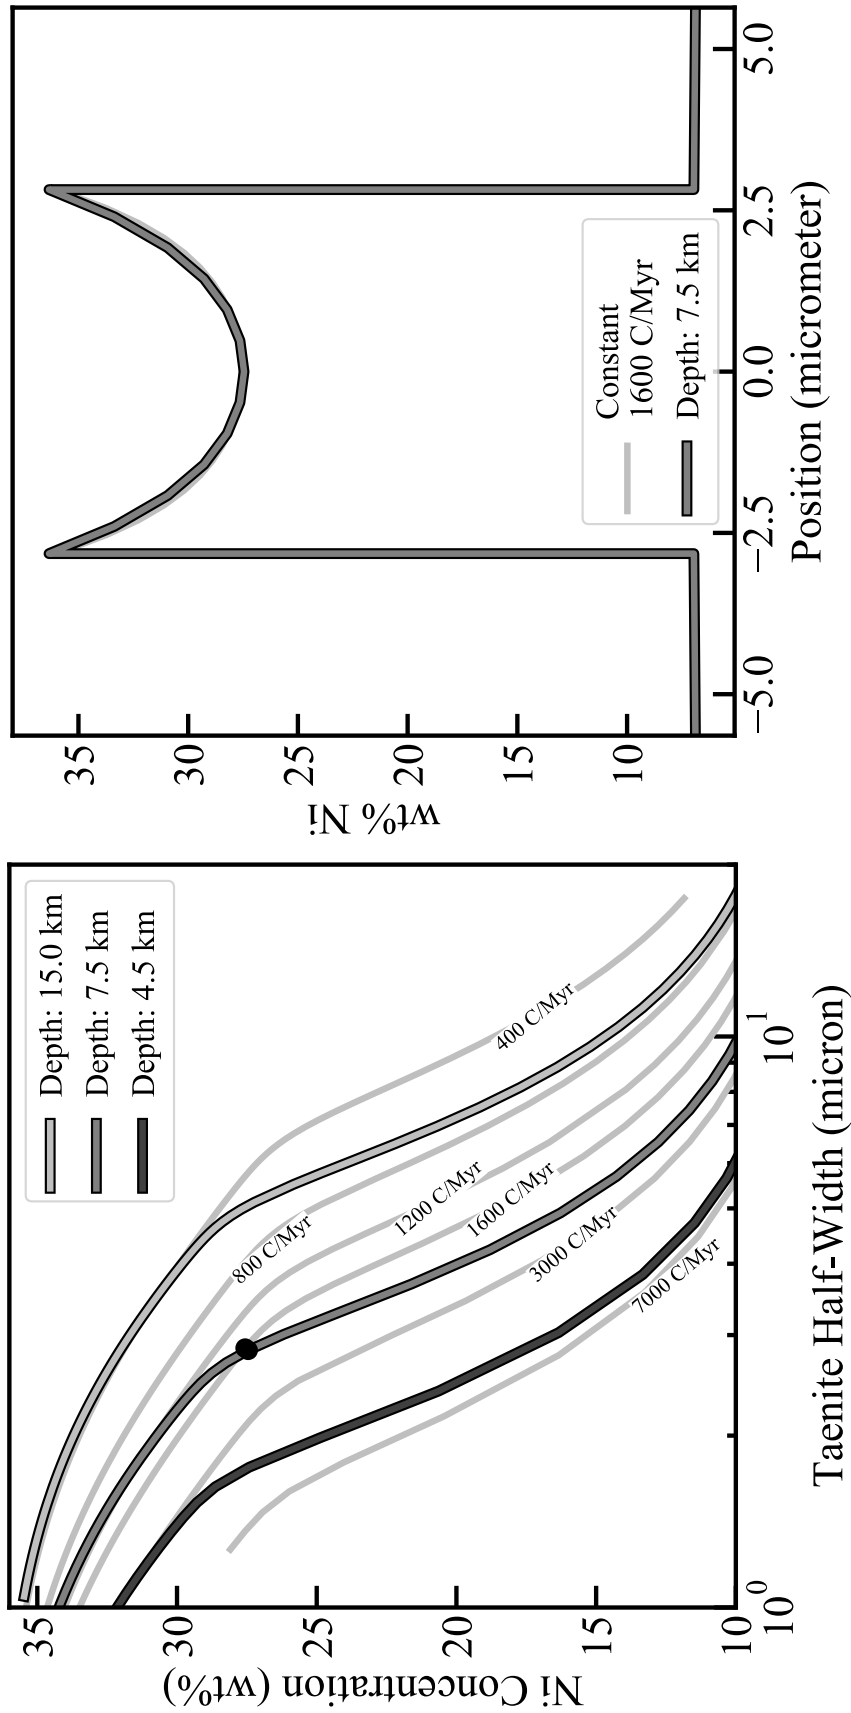 Ni Concentration (wt%)
35
30
25
20
15
10
10^0
10^1
Taenite Half-Width (micron)
Depth: 15.0 km
Depth: 7.5 km
Depth: 4.5 km
400 C/Myr
800 C/Myr
1200 C/Myr
1600 C/Myr
3000 C/Myr
7000 C/Myr
wt% Ni
35
30
25
20
15
10
−5.0
−2.5
0.0
2.5
5.0
Position (micrometer)
Constant
1600 C/Myr
Depth: 7.5 km